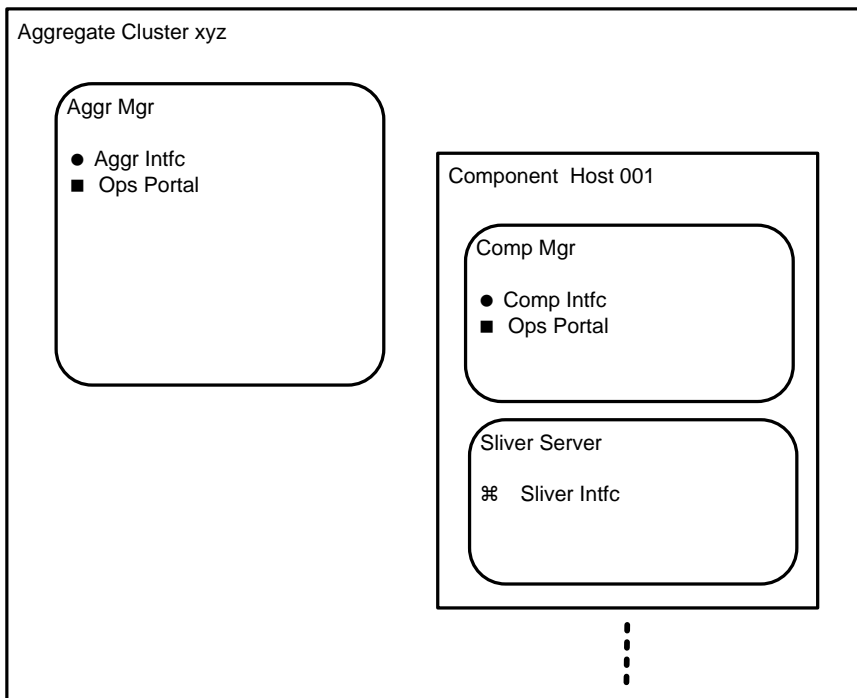 Aggregate Cluster xyz
Aggr Mgr
● Aggr Intfc
■ Ops Portal
Component Host 001
Comp Mgr
● Comp Intfc
■ Ops Portal
Sliver Server
⌘ Sliver Intfc